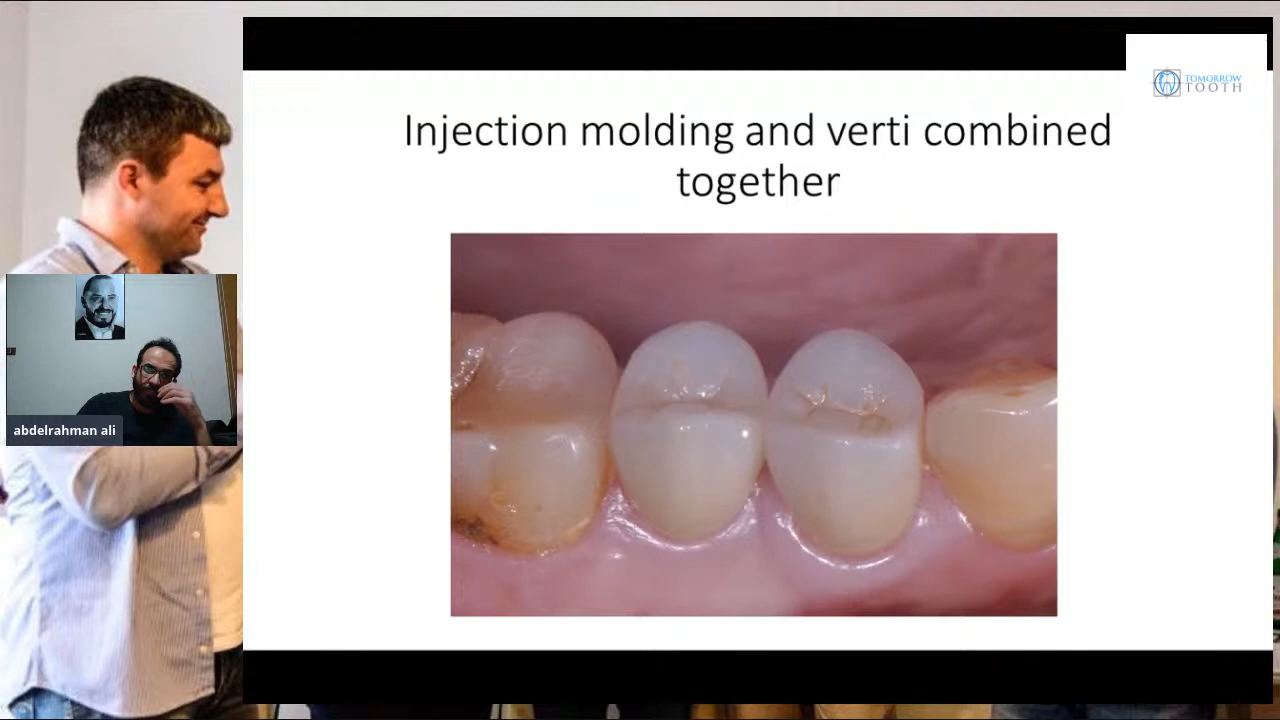 Injection molding and verti combined
together
TOMORROW
TOOTH
abdelrahman ali